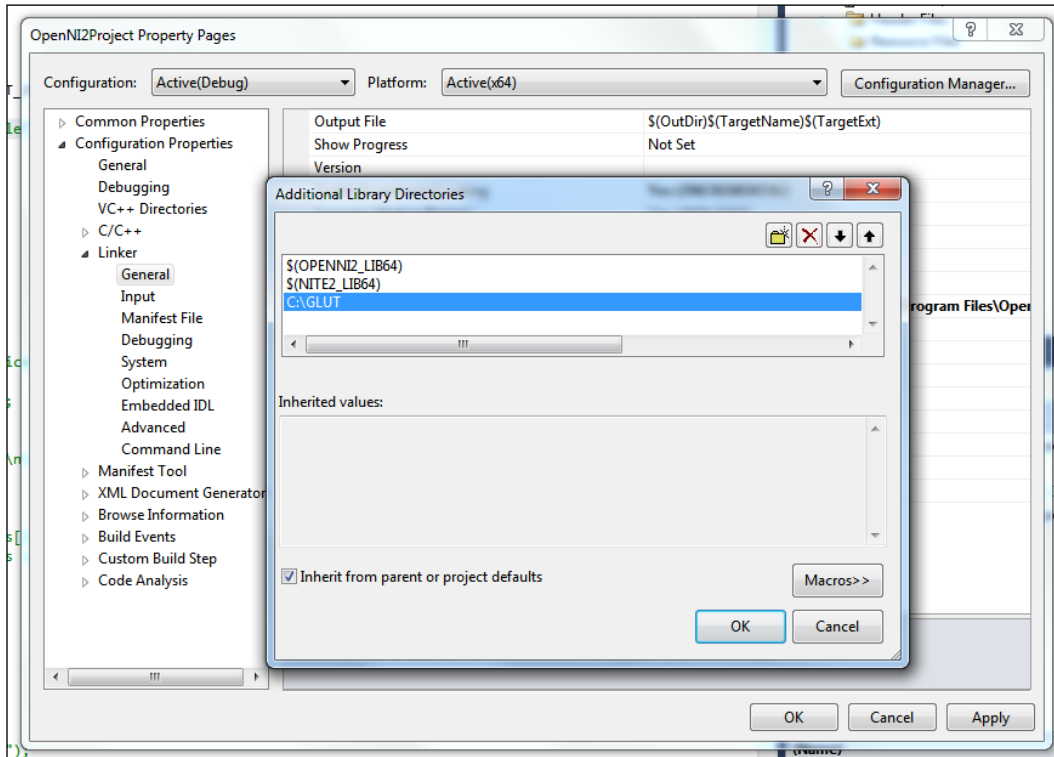 Header Files
OpenNI2Project Property Pages
Configuration: Active(Debug) Platform: Active(x64) Configuration Manager...
Common Properties
Configuration Properties
General
Debugging
VC++ Directories
C/C++
Linker
General
Input
Manifest File
Debugging
System
Optimization
Embedded IDL
Advanced
Command Line
Manifest Tool
XML Document Generator
Browse Information
Build Events
Custom Build Step
Code Analysis
Output File $(OutDir)$(TargetName)$(TargetExt)
Show Progress Not Set
Version
Additional Library Directories
$(OPENNI2_LIB64)
$(NITE2_LIB64)
C:\GLUT
rogram Files\Open
Inherited values:
Inherit from parent or project defaults
Macros>>
OK Cancel
OK Cancel Apply
");
(Name)